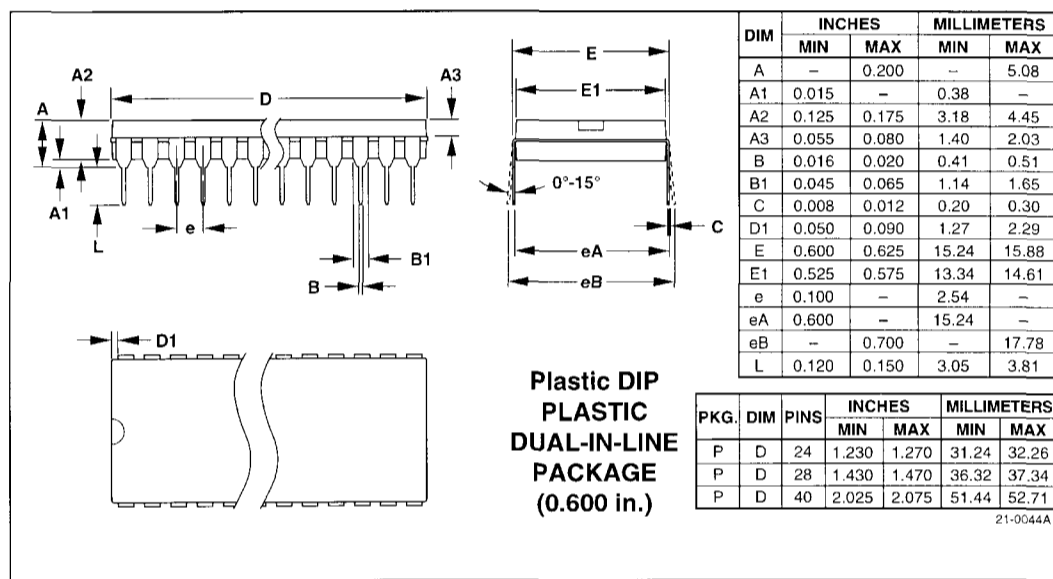 A2
A
A1
L
D
e
A3
B
B1
E
E1
0°-15°
C
eA
eB
D1
Plastic DIP
PLASTIC
DUAL-IN-LINE
PACKAGE
(0.600 in.)
DIM INCHES MILLIMETERS
MIN MAX MIN MAX
A – 0.200 – 5.08
A1 0.015 – 0.38 –
A2 0.125 0.175 3.18 4.45
A3 0.055 0.080 1.40 2.03
B 0.016 0.020 0.41 0.51
B1 0.045 0.065 1.14 1.65
C 0.008 0.012 0.20 0.30
D1 0.050 0.090 1.27 2.29
E 0.600 0.625 15.24 15.88
E1 0.525 0.575 13.34 14.61
e 0.100 – 2.54 –
eA 0.600 – 15.24 –
eB – 0.700 – 17.78
L 0.120 0.150 3.05 3.81
PKG. DIM PINS INCHES MILLIMETERS
MIN MAX MIN MAX
P D 24 1.230 1.270 31.24 32.26
P D 28 1.430 1.470 36.32 37.34
P D 40 2.025 2.075 51.44 52.71
21-0044A